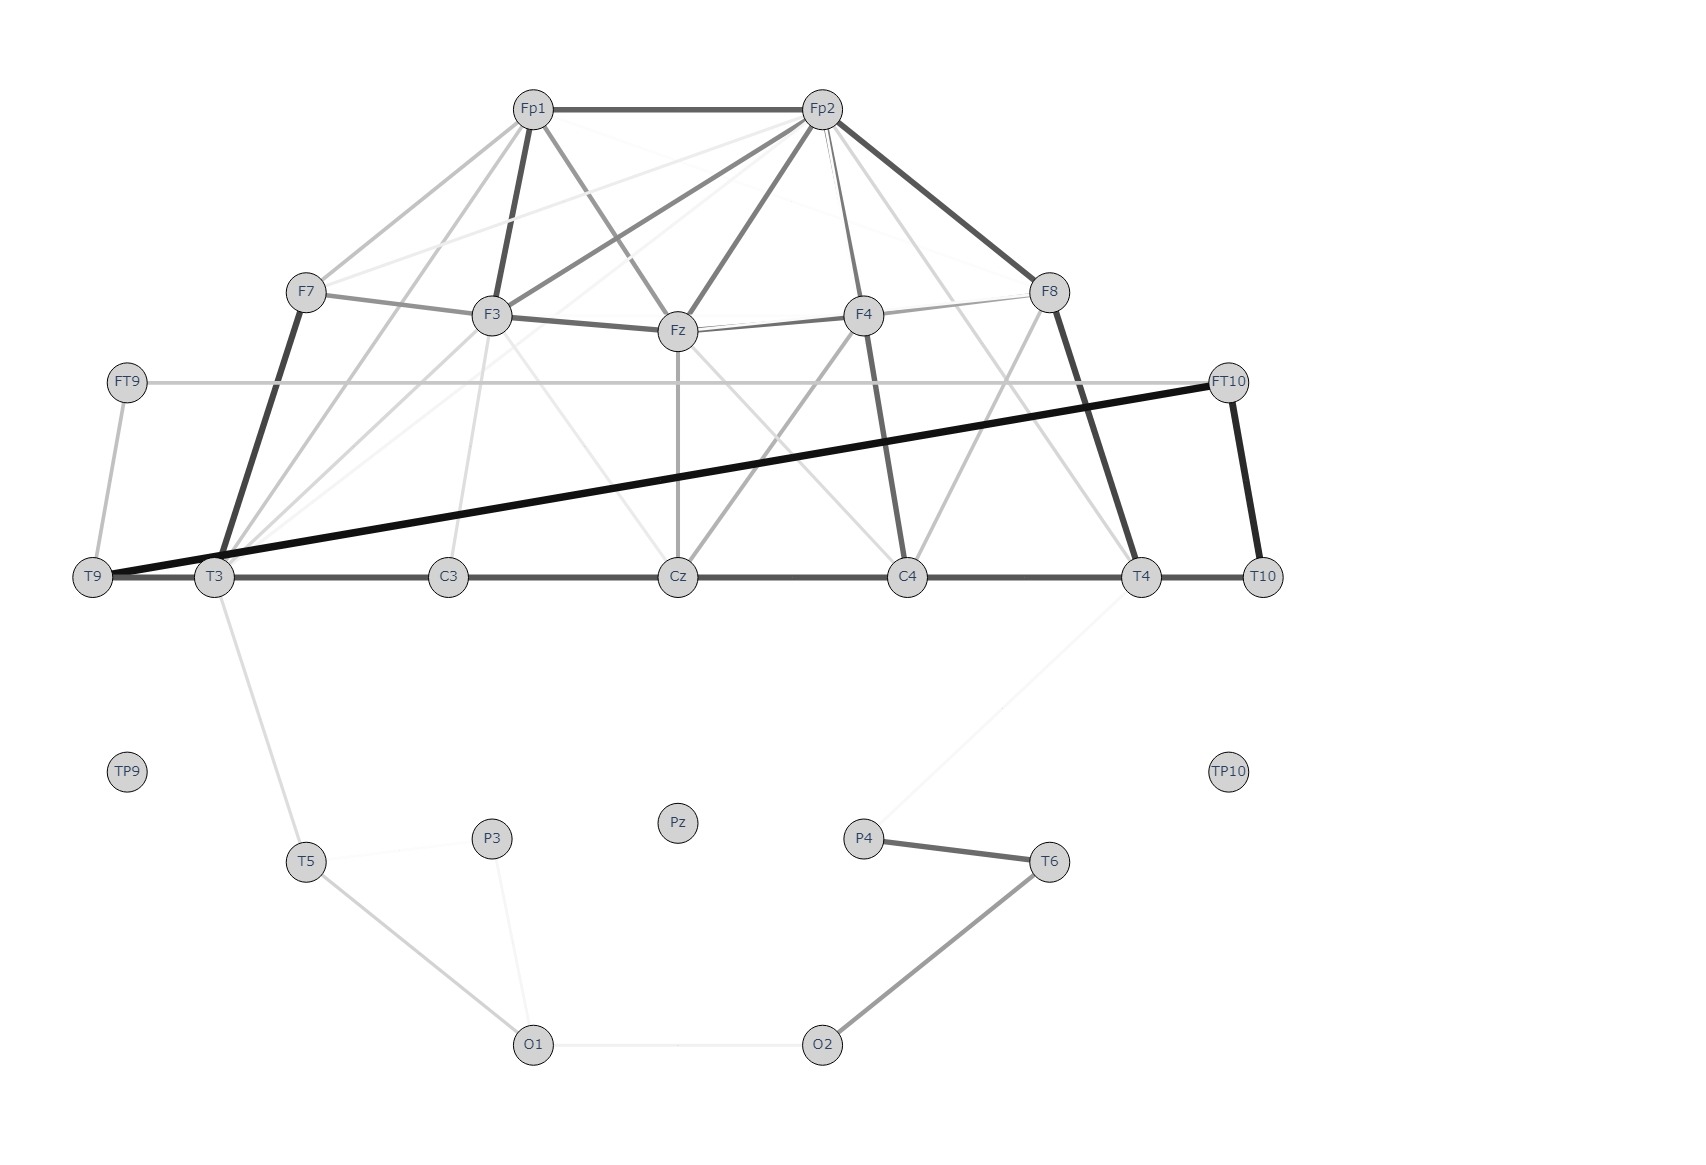 Fp1 Fp2
F7 F3 Fz F4 F8
FT9 FT10
T9 T3 C3 Cz C4 T4 T10
TP9 TP10
T5 P3 Pz P4 T6
O1 O2